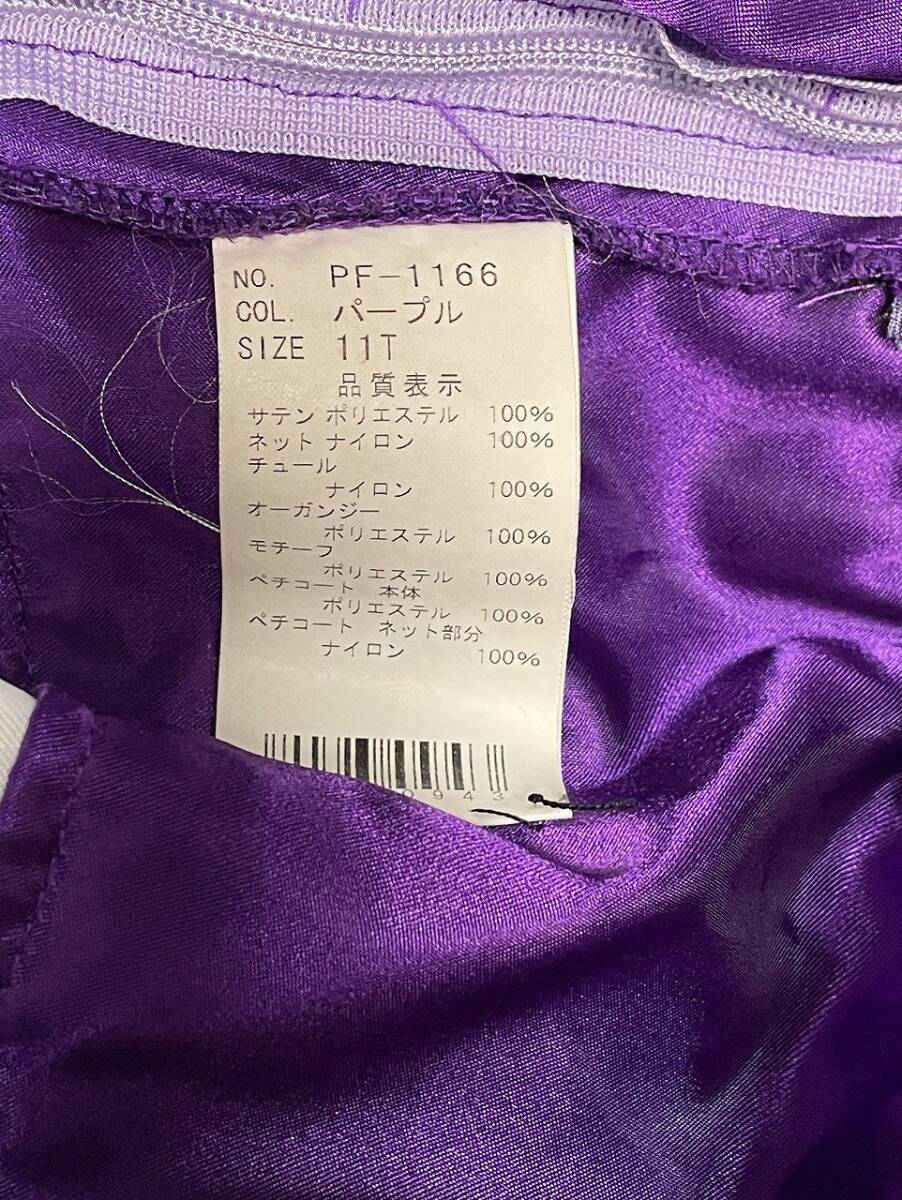 NO. PF-1166
COL. パープル
SIZE 11T
品質表示
サテン ポリエステル 100%
ネット ナイロン 100%
チュール
ナイロン 100%
オーガンジー
ポリエステル 100%
モチーフ
ポリエステル 100%
ペチコート 本体
ポリエステル 100%
ペチコート ネット部分
ナイロン 100%
943